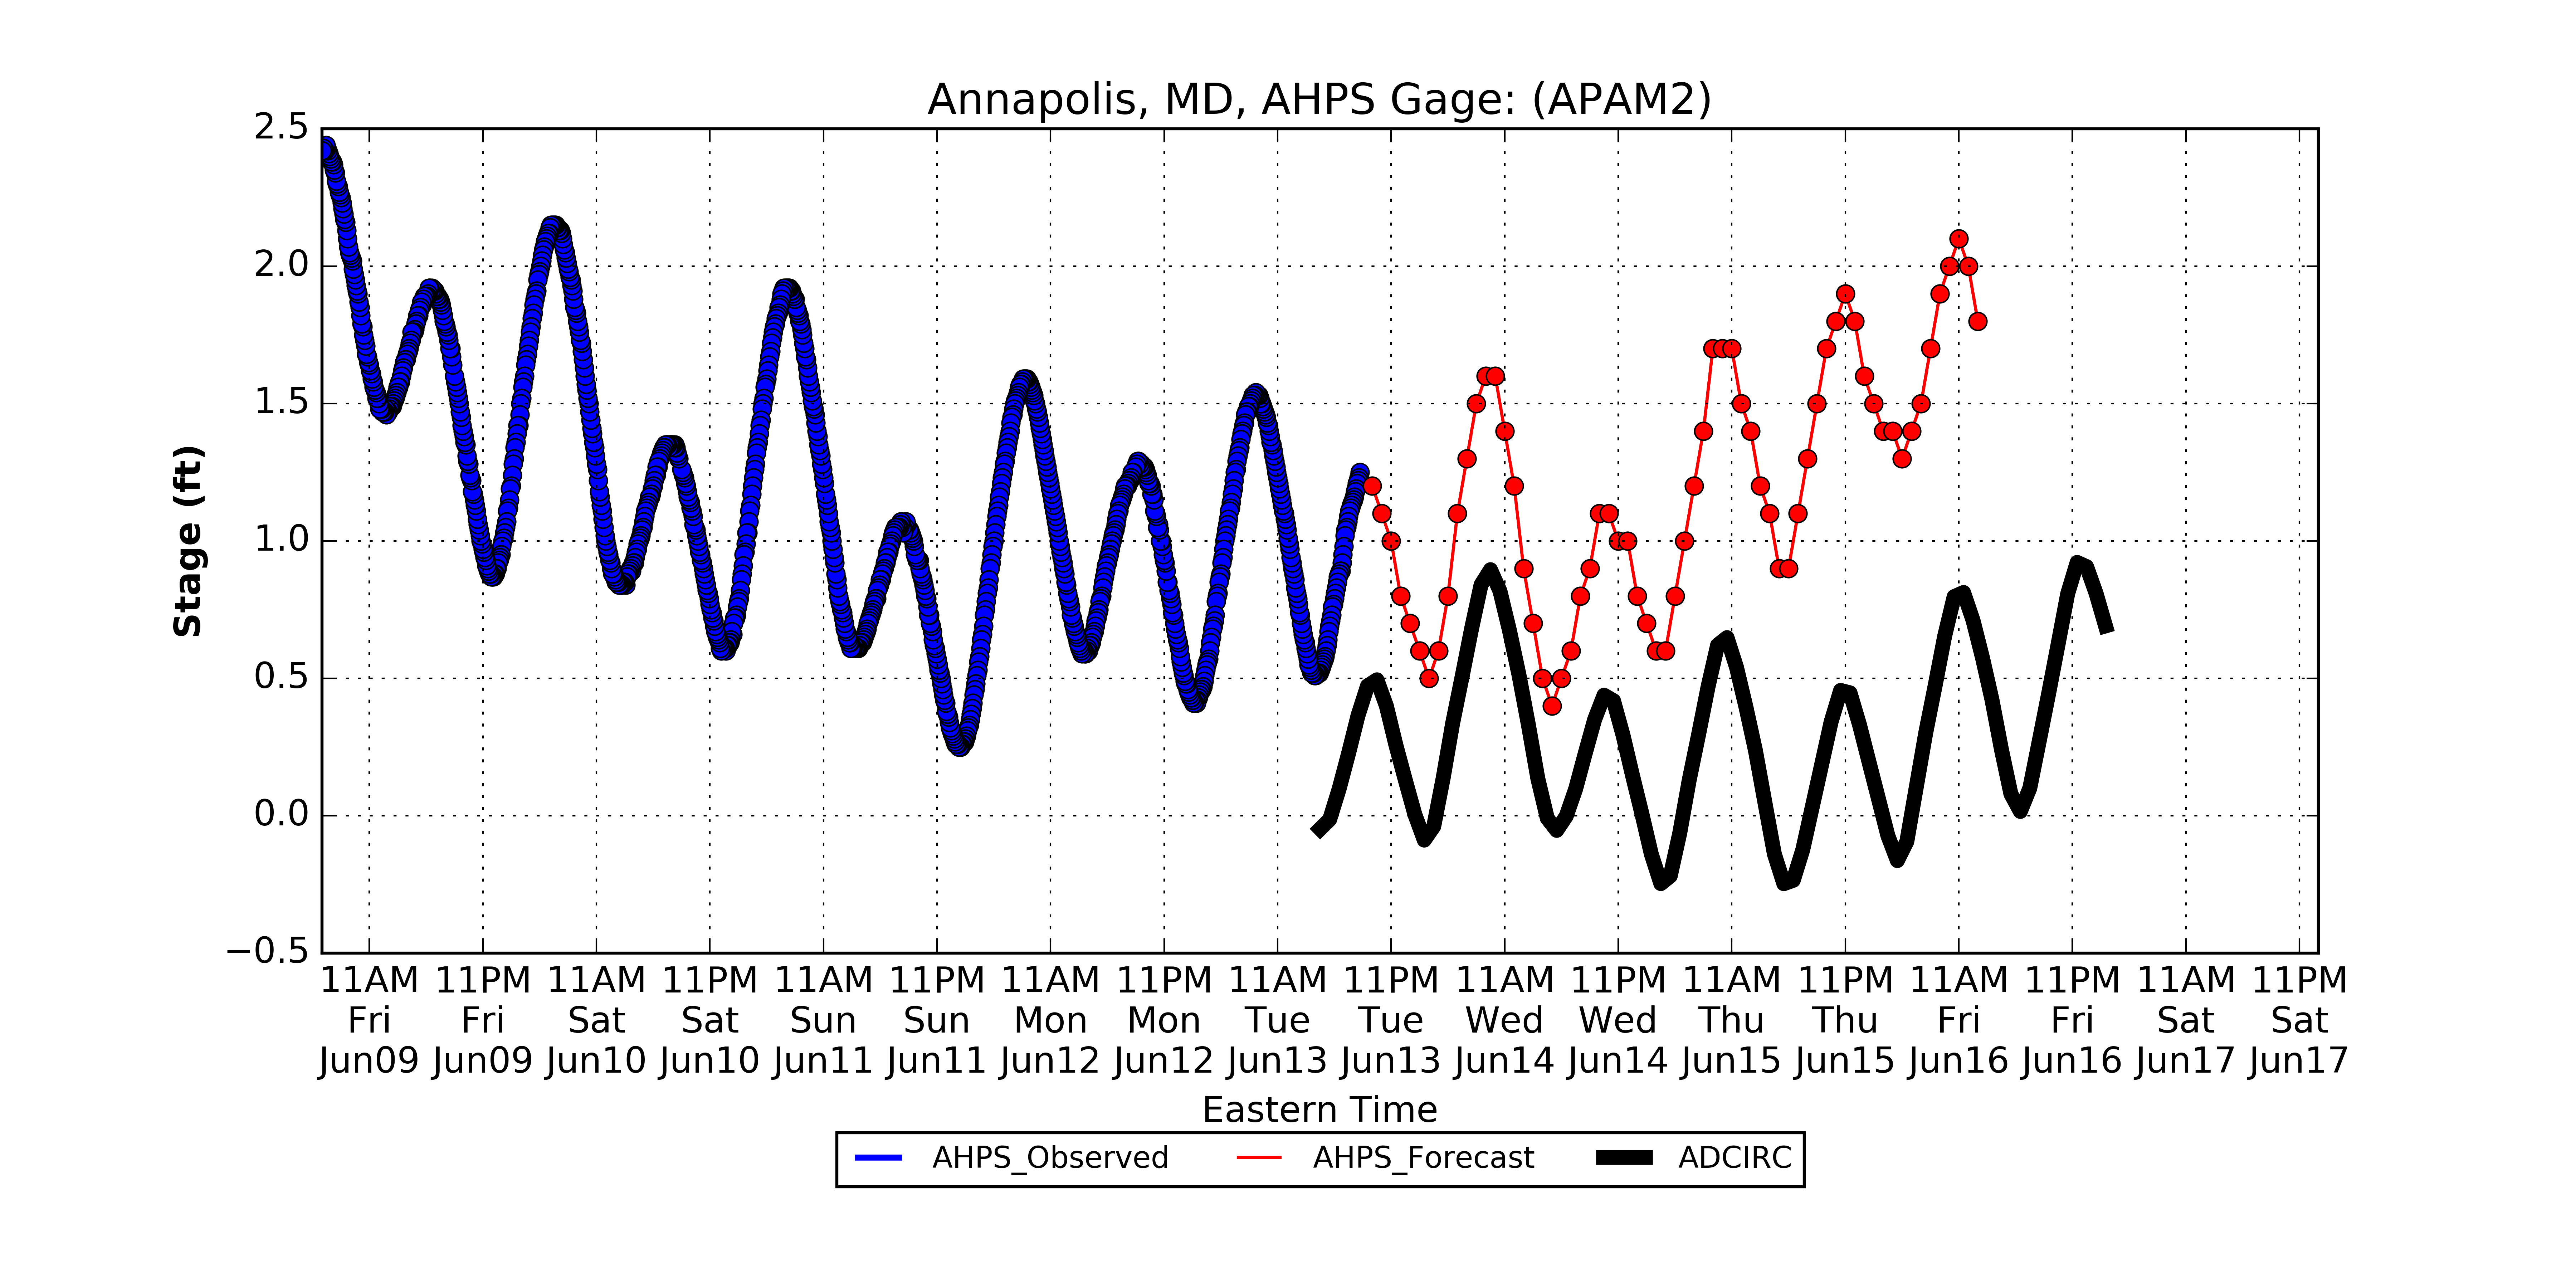 Annapolis, MD, AHPS Gage: (APAM2)
Stage (ft)
2.5
2.0
1.5
1.0
0.5
0.0
−0.5
11AM 11PM 11AM 11PM 11AM 11PM 11AM 11PM 11AM 11PM 11AM 11PM 11AM 11PM 11AM 11PM 11AM 11PM
Fri Fri Sat Sat Sun Sun Mon Mon Tue Tue Wed Wed Thu Thu Fri Fri Sat Sat
Jun09 Jun09 Jun10 Jun10 Jun11 Jun11 Jun12 Jun12 Jun13 Jun13 Jun14 Jun14 Jun15 Jun15 Jun16 Jun16 Jun17 Jun17
Eastern Time
AHPS_Observed AHPS_Forecast ADCIRC